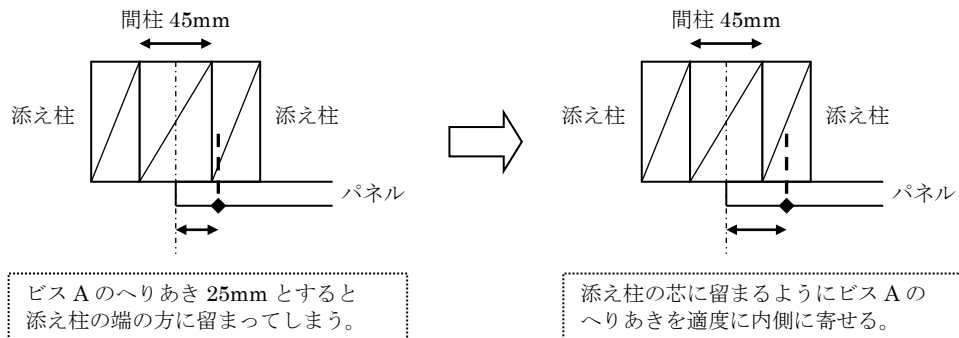 間柱 45mm
添え柱
添え柱
パネル
ビス A のへりあき 25mm とすると
添え柱の端の方に留まってしまう。
間柱 45mm
添え柱
添え柱
パネル
添え柱の芯に留まるようにビス A の
へりあきを適度に内側に寄せる。